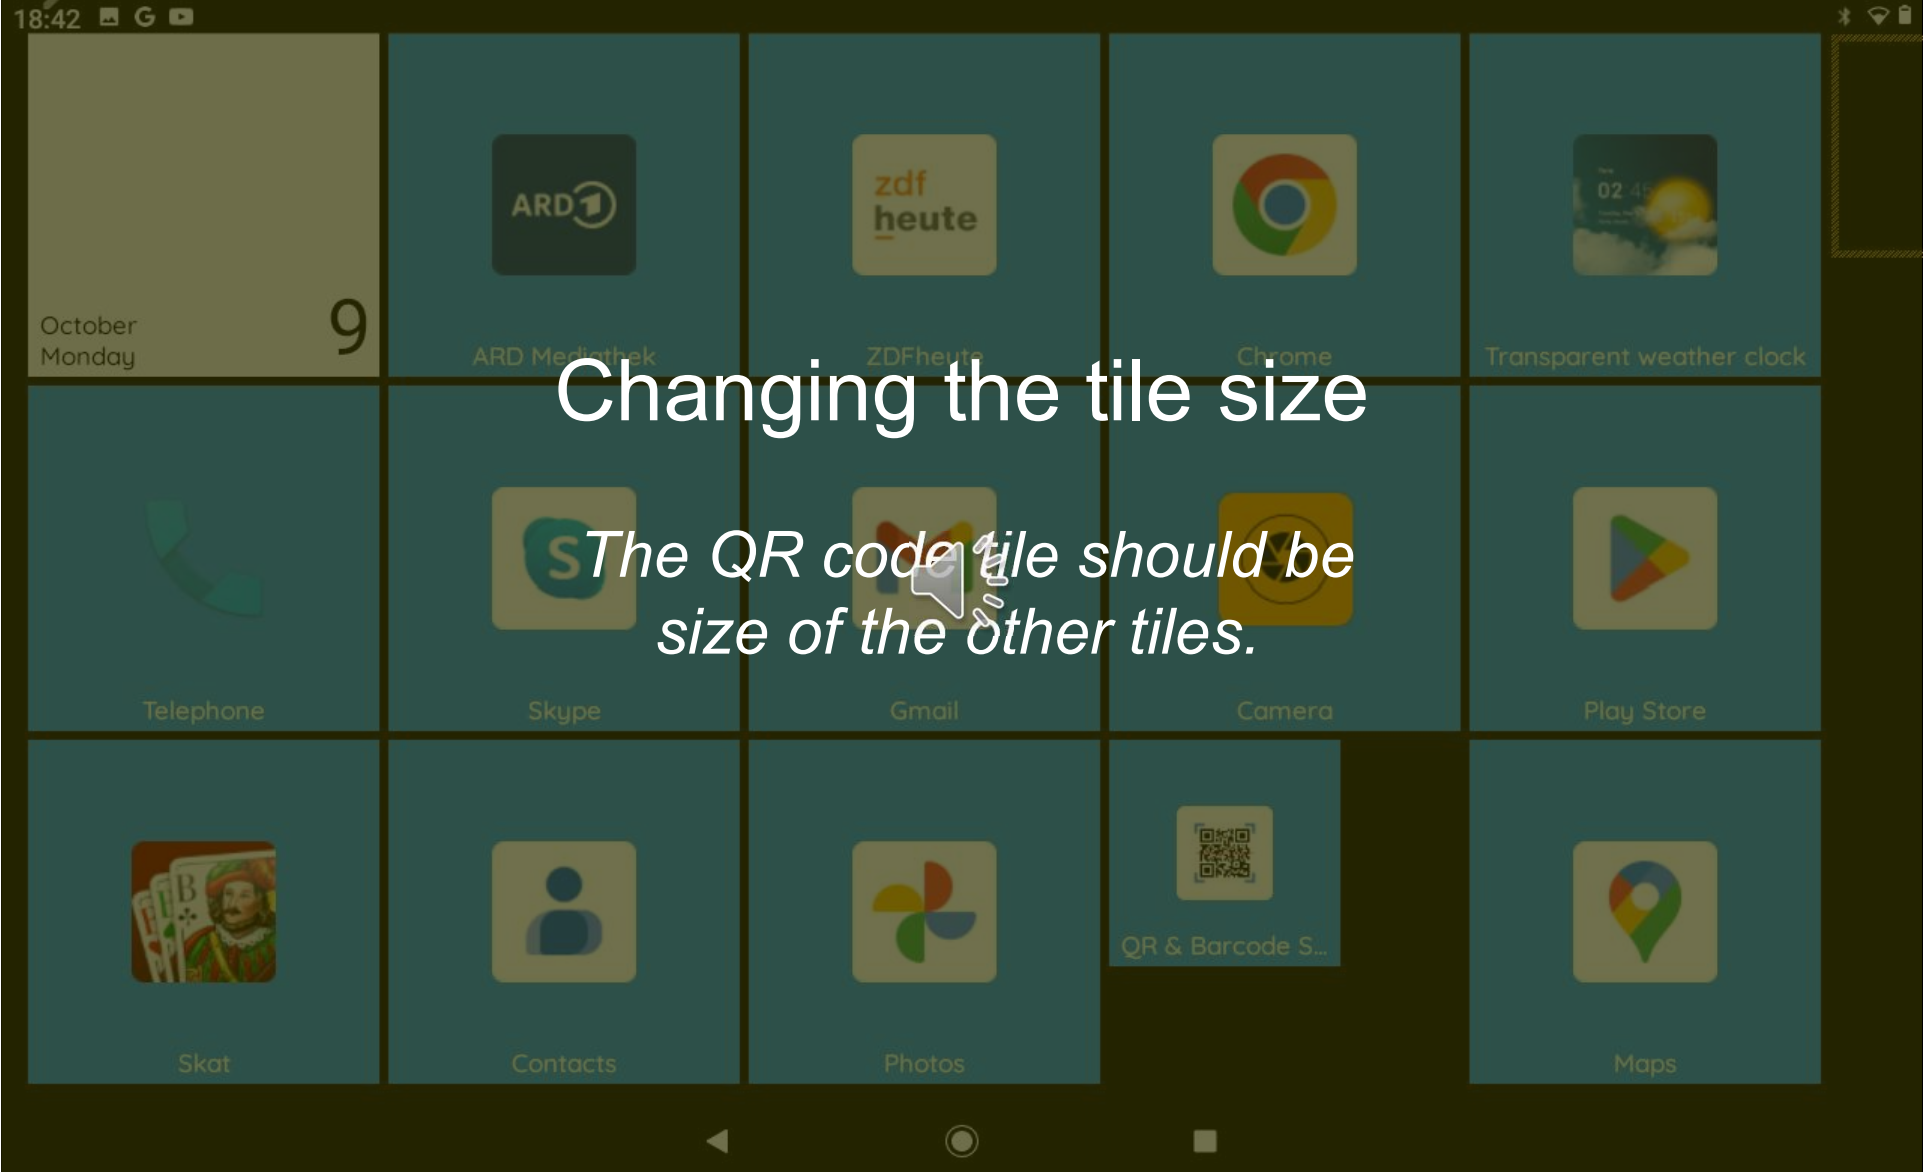 18:42
October
9
Monday
ARD
ARD Mediathek
zdf
heute
ZDFheute
Chrome
02:45
Transparent weather clock
Changing the tile size
The QR code tile should be
size of the other tiles.
Telephone
S
Skype
Gmail
Camera
Play Store
B
Skat
Contacts
Photos
QR & Barcode S...
Maps